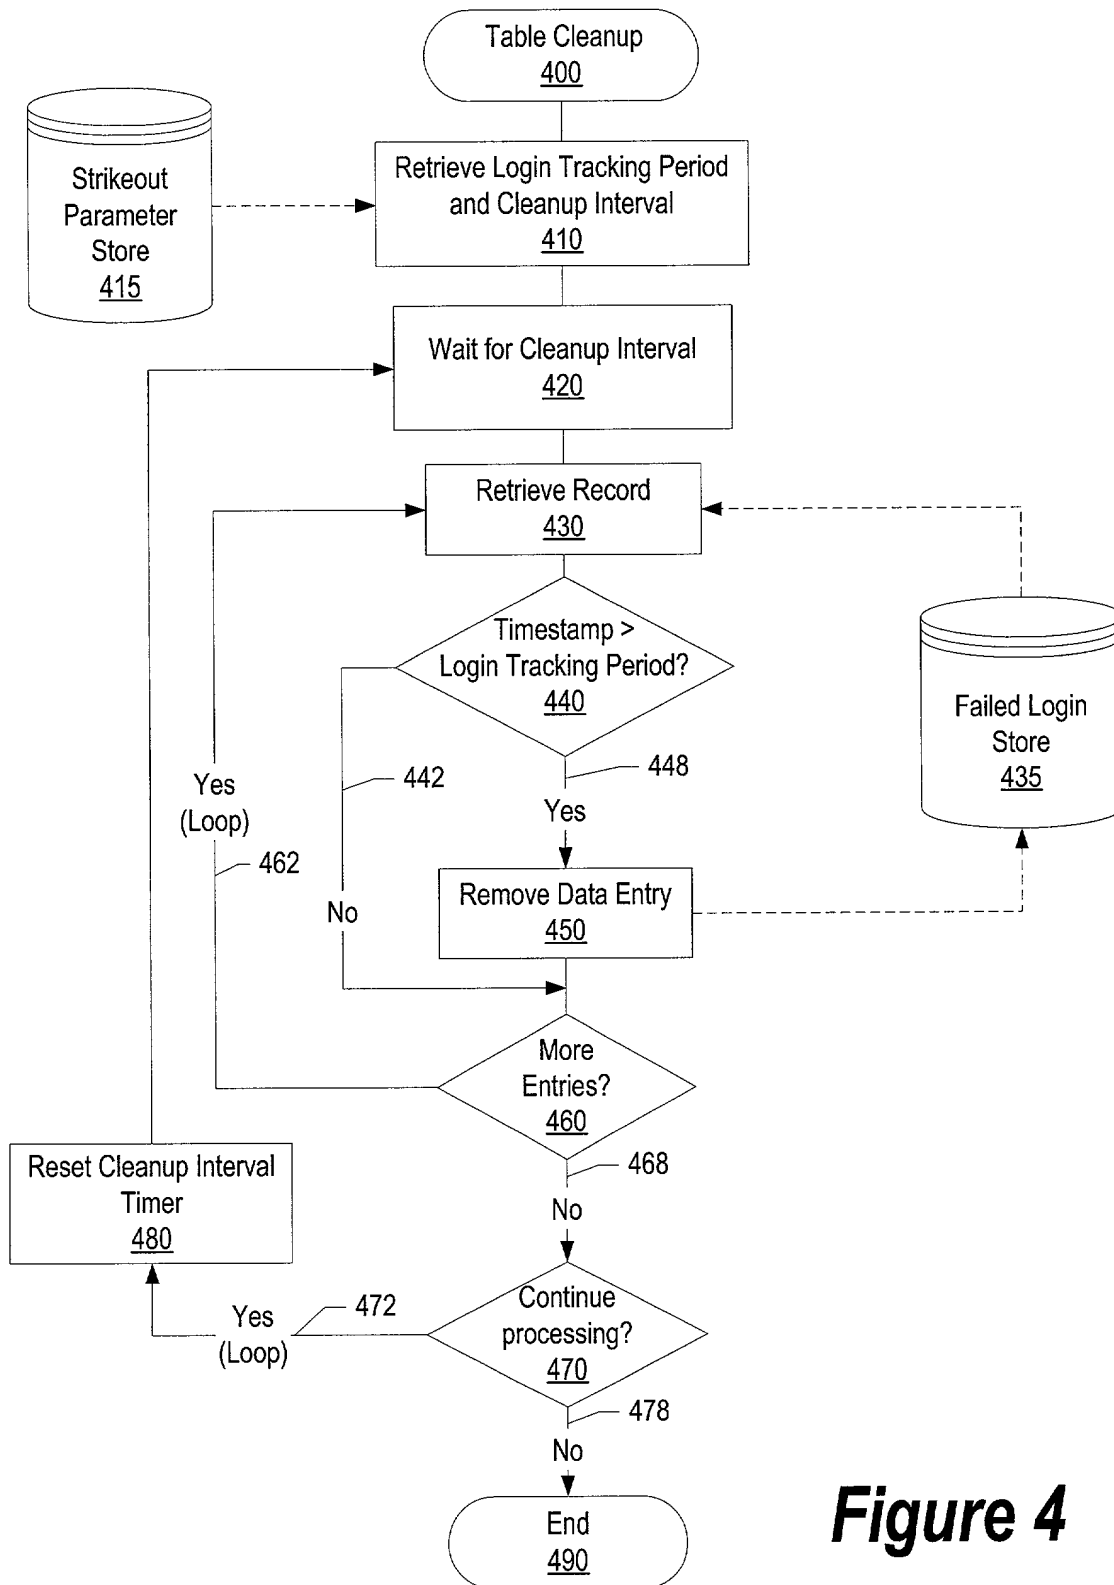 Table Cleanup
400
Strikeout
Parameter
Store
415
Retrieve Login Tracking Period
and Cleanup Interval
410
Wait for Cleanup Interval
420
Retrieve Record
430
Timestamp >
Login Tracking Period?
440
Failed Login
Store
435
442
448
Yes
Yes
(Loop)
462
No
Remove Data Entry
450
More
Entries?
460
468
No
Reset Cleanup Interval
Timer
480
Continue
processing?
470
472
Yes
(Loop)
478
No
End
490
Figure 4